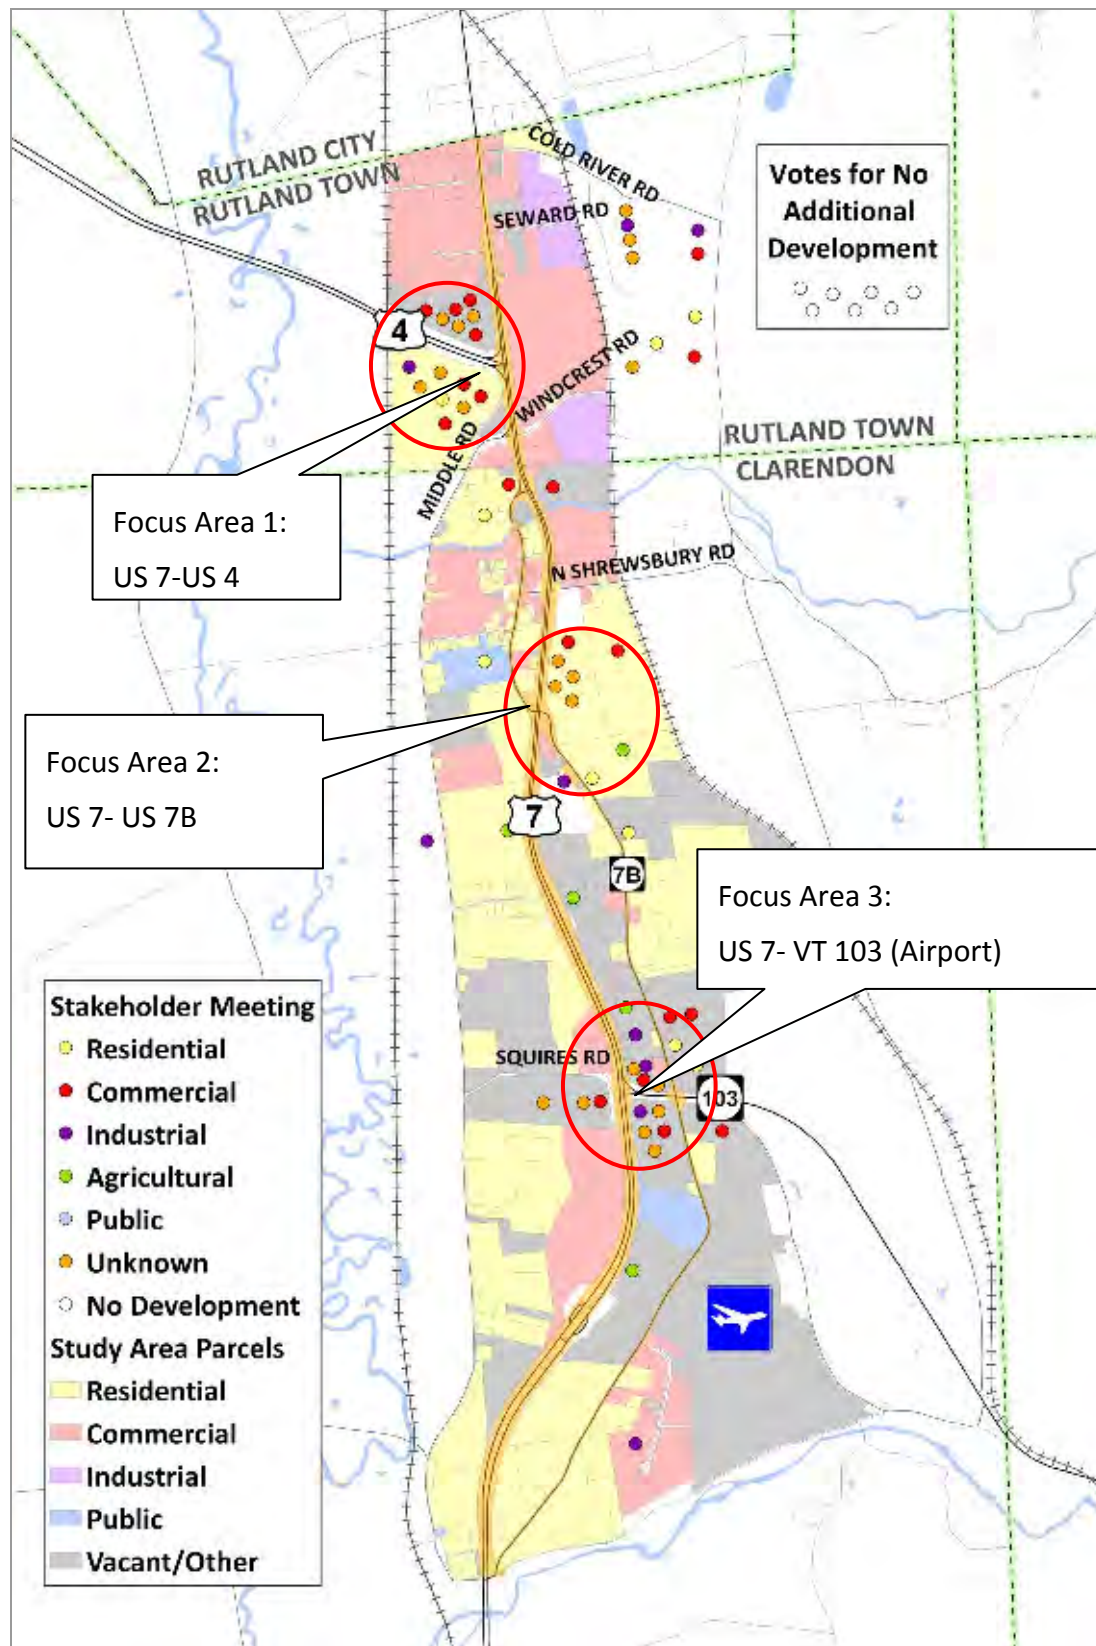 RUTLAND CITY
RUTLAND TOWN
COLD RIVER RD
SEWARD RD
Votes for No
Additional
Development
4
WINDCREST RD
MIDDLE RD
RUTLAND TOWN
CLARENDON
Focus Area 1:
US 7-US 4
N SHREWSBURY RD
Focus Area 2:
US 7- US 7B
7
7B
Focus Area 3:
US 7- VT 103 (Airport)
SQUIRES RD
103
Stakeholder Meeting
Residential
Commercial
Industrial
Agricultural
Public
Unknown
No Development
Study Area Parcels
Residential
Commercial
Industrial
Public
Vacant/Other